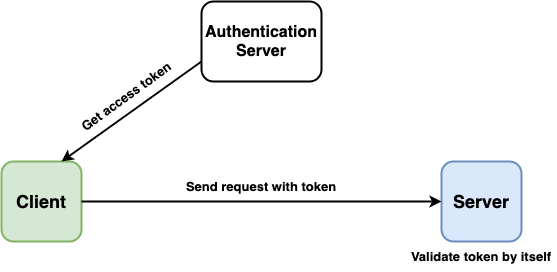 Authentication
Server
Get access token
Client
Send request with token
Server
Validate token by itself